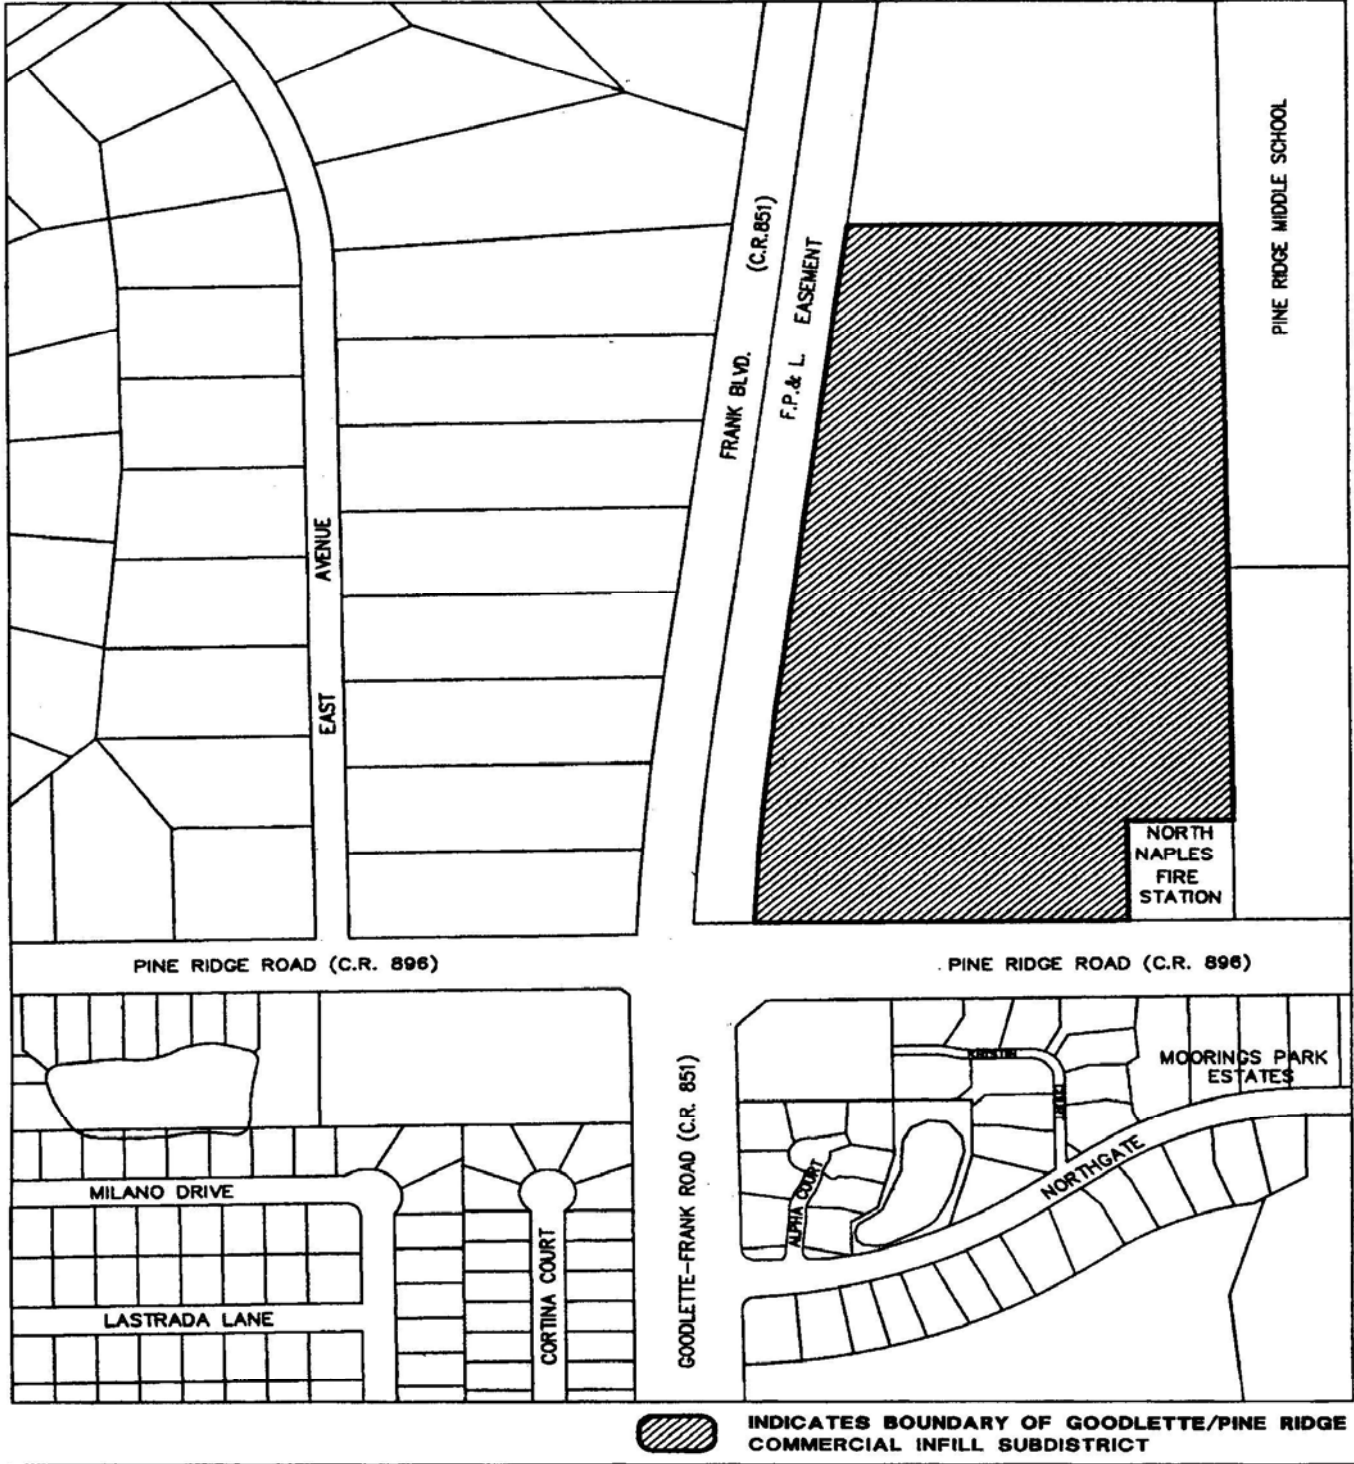 PINE RIDGE MIDDLE SCHOOL
(C.R.851)
FRANK BLVD.
F.P.& L. EASEMENT
EAST AVENUE
NORTH
NAPLES
FIRE
STATION
PINE RIDGE ROAD (C.R. 896)
PINE RIDGE ROAD (C.R. 896)
GOODLETTE-FRANK ROAD (C.R. 851)
MOORINGS PARK
ESTATES
COURT
NORTHGATE
ALPHA COURT
MILANO DRIVE
CORTINA COURT
LASTRADA LANE
INDICATES BOUNDARY OF GOODLETTE/PINE RIDGE
COMMERCIAL INFILL SUBDISTRICT